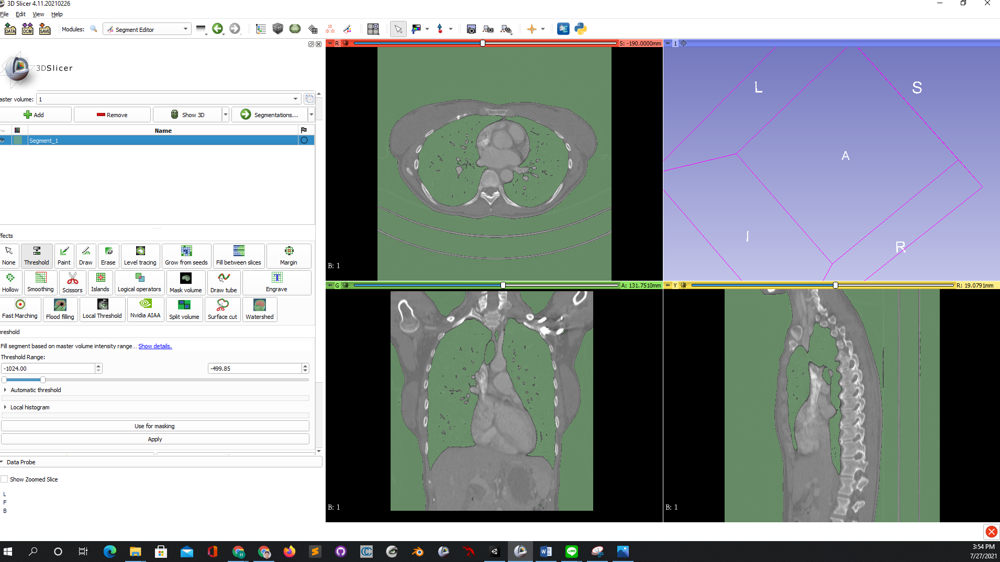 3D Slicer 4.11.20210226
File Edit View Help
DATA DCM SAVE Modules: Segment Editor
3DSlicer
aster volume: 1
Add Remove Show 3D Segmentations...
Name
Segment_1
ffects
None Threshold Paint Draw Erase Level tracing Grow from seeds Fill between slices Margin
Hollow Smoothing Scissors Islands Logical operators Mask volume Draw tube Engrave
Fast Marching Flood filling Local Threshold Nvidia AIAA Split volume Surface cut Watershed
reshold
Fill segment based on master volume intensity range... Show details.
Threshold Range:
-1024.00 -499.85
Automatic threshold
Local histogram
Use for masking
Apply
Data Probe
Show Zoomed Slice
L
F
B
R S: -190.0000mm
B: 1
1
L S
A
I
R
G A: 131.7510mm
B: 1
Y R: 19.0791mm
B: 1
3:54 PM
7/27/2021